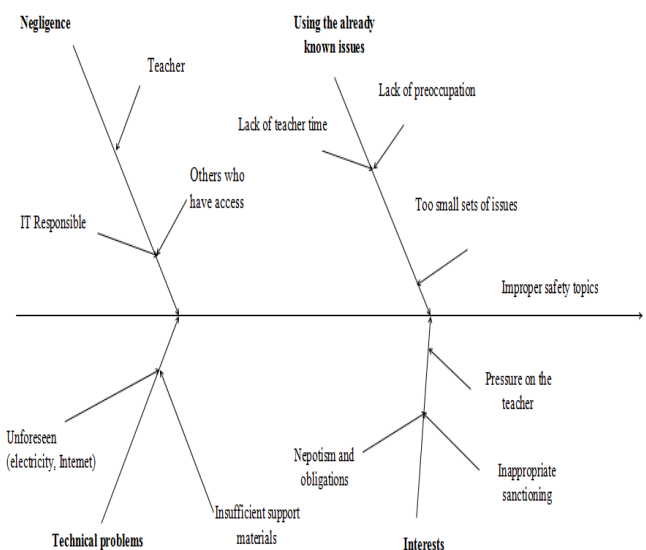 Negligence
Using the already
known issues
Teacher
Lack of preoccupation
Lack of teacher time
Others who
have access
Too small sets of issues
IT Responsible
Improper safety topics
Pressure on the
teacher
Unforeseen
(electricity, Internet)
Nepotism and
obligations
Inappropriate
sanctioning
Insufficient support
materials
Technical problems
Interests